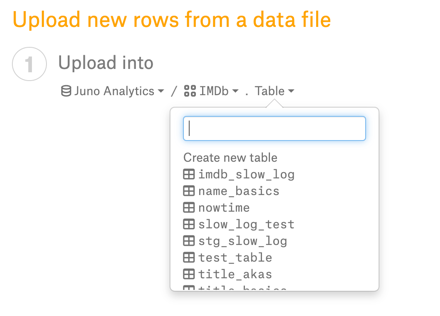 Upload new rows from a data file
1 Upload into
Juno Analytics / IMDb . Table
Create new table
imdb_slow_log
name_basics
nowtime
slow_log_test
stg_slow_log
test_table
title_akas
title_basics